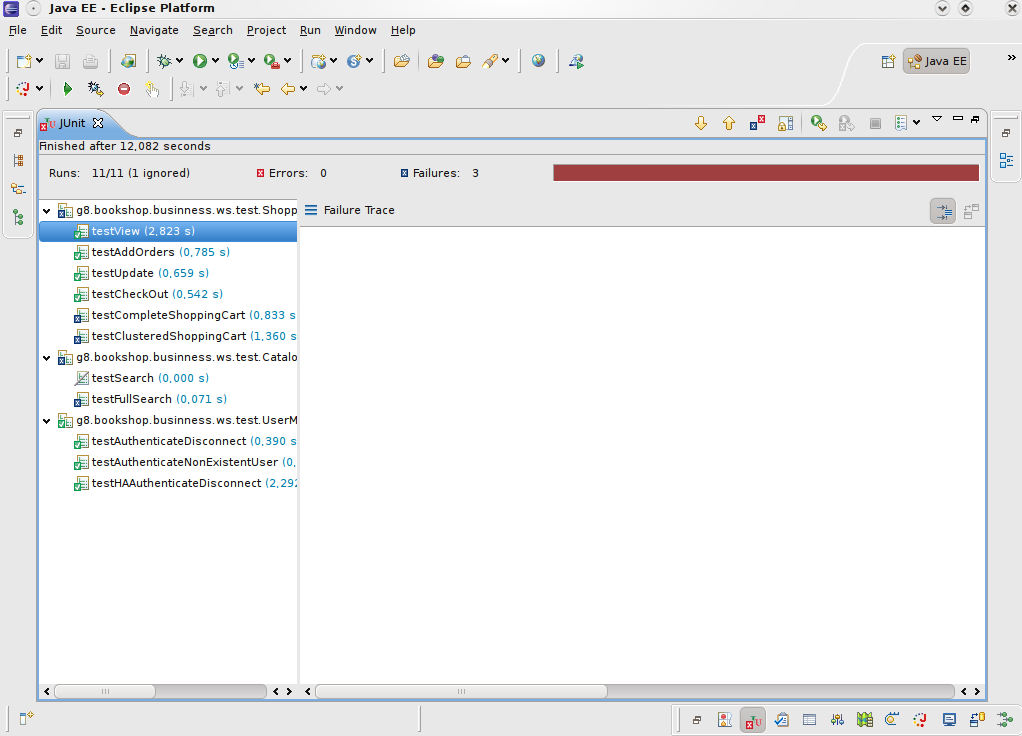 Java EE - Eclipse Platform
File Edit Source Navigate Search Project Run Window Help
Java EE
JUnit
Finished after 12,082 seconds
Runs: 11/11 (1 ignored) Errors: 0 Failures: 3
g8.bookshop.businness.ws.test.Shopp
Failure Trace
testView (2,823 s)
testAddOrders (0,785 s)
testUpdate (0,659 s)
testCheckOut (0,542 s)
testCompleteShoppingCart (0,833 s
testClusteredShoppingCart (1,360 s
g8.bookshop.businness.ws.test.Catalo
testSearch (0,000 s)
testFullSearch (0,071 s)
g8.bookshop.businness.ws.test.UserM
testAuthenticateDisconnect (0,390 s
testAuthenticateNonExistentUser (0,
testHAAuthenticateDisconnect (2,292